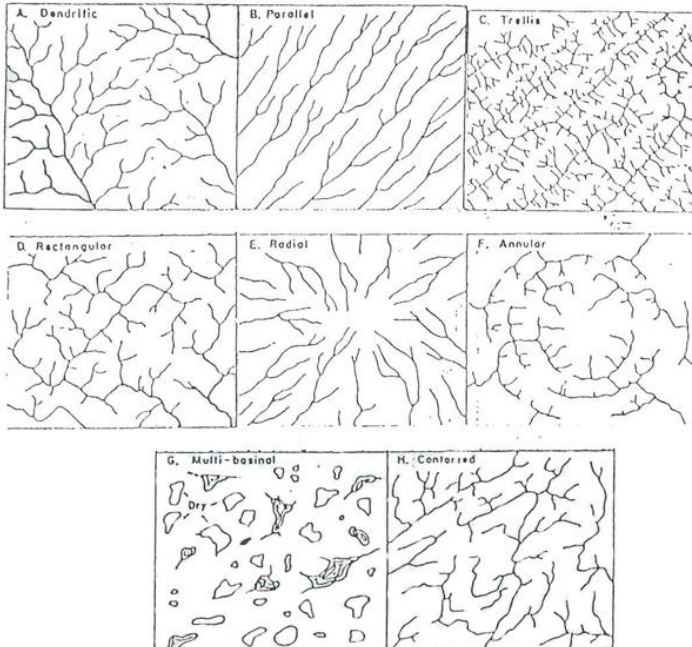 A. Dendritic
B. Parallel
C. Trellis
D. Rectangular
E. Radial
F. Annular
G. Multi-basinal
Dry
H. Contorted